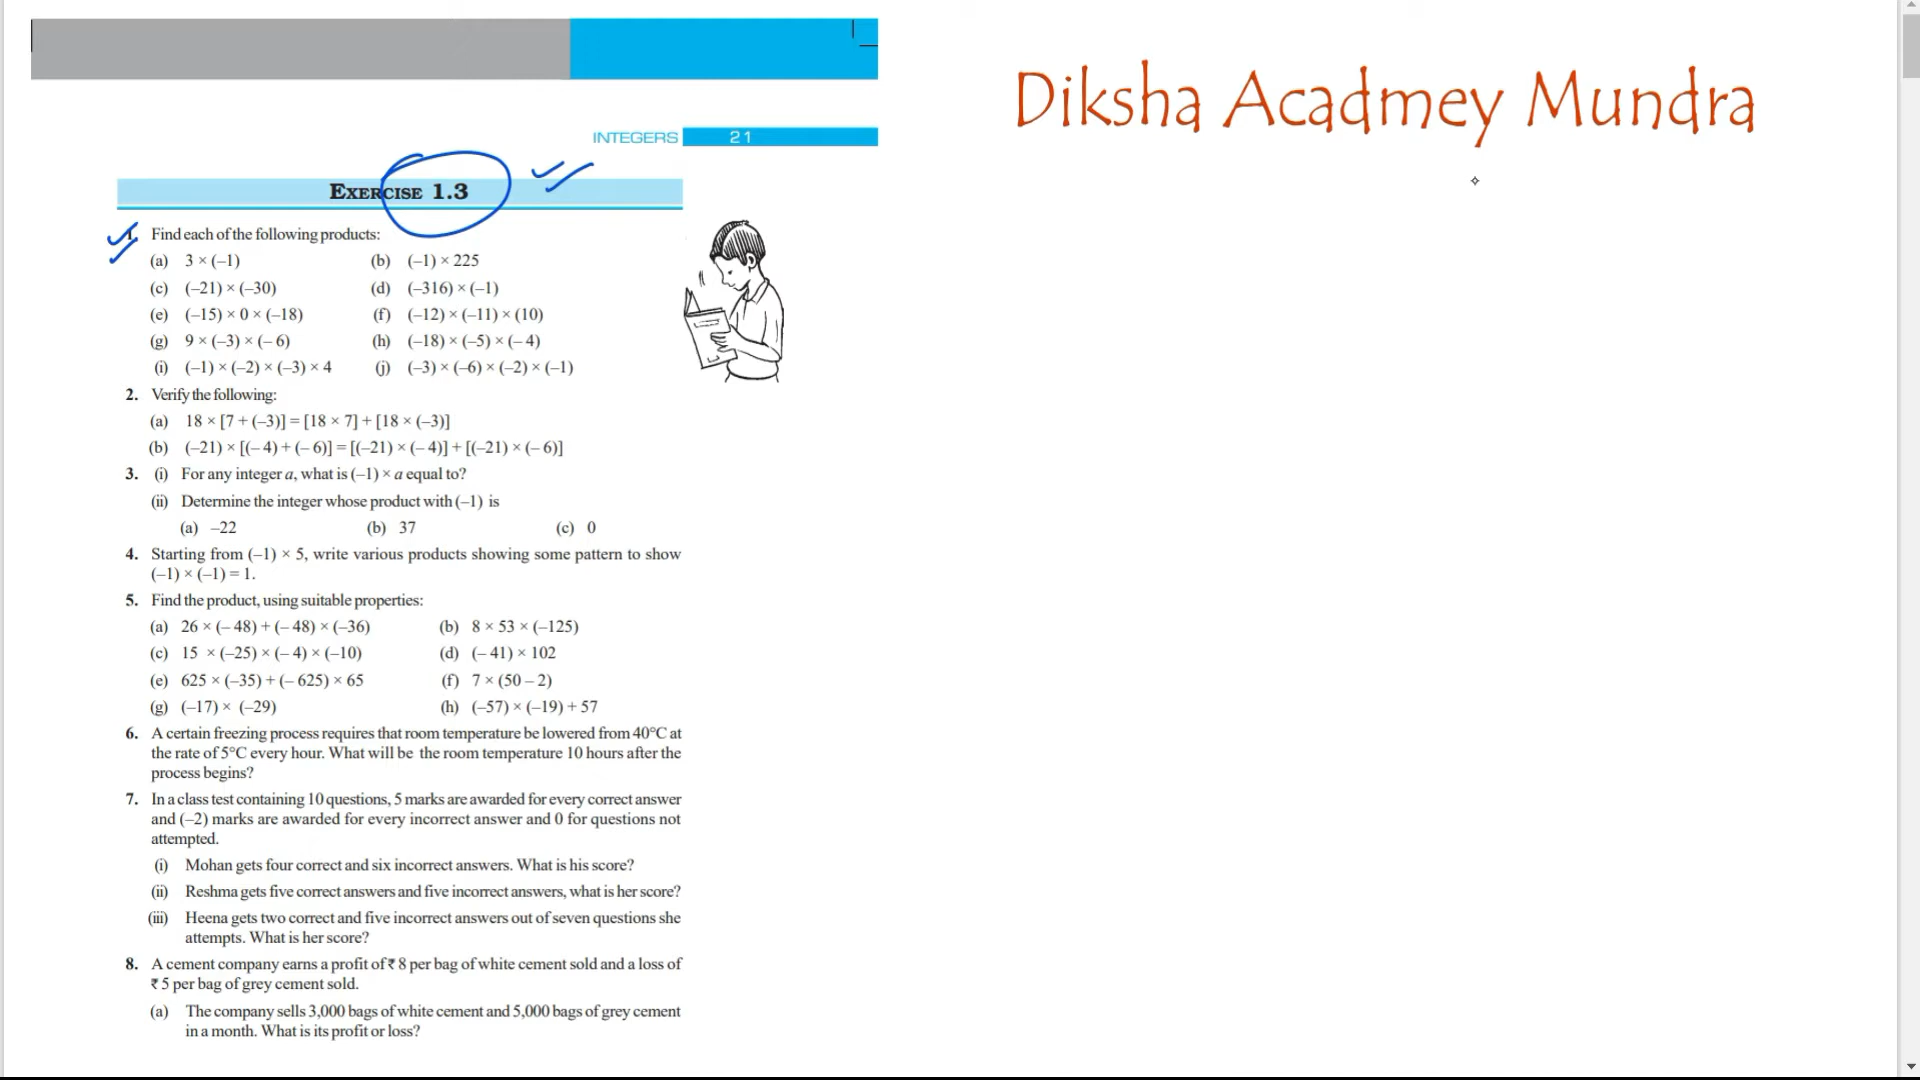 Diksha Acadmey Mundra
INTEGERS 21
EXERCISE 1.3
1. Find each of the following products:
(a) 3 × (–1) (b) (–1) × 225
(c) (–21) × (–30) (d) (–316) × (–1)
(e) (–15) × 0 × (–18) (f) (–12) × (–11) × (10)
(g) 9 × (–3) × (– 6) (h) (–18) × (–5) × (– 4)
(i) (–1) × (–2) × (–3) × 4 (j) (–3) × (–6) × (–2) × (–1)
2. Verify the following:
(a) 18 × [7 + (–3)] = [18 × 7] + [18 × (–3)]
(b) (–21) × [(– 4) + (– 6)] = [(–21) × (– 4)] + [(–21) × (– 6)]
3. (i) For any integer a, what is (–1) × a equal to?
(ii) Determine the integer whose product with (–1) is
(a) –22 (b) 37 (c) 0
4. Starting from (–1) × 5, write various products showing some pattern to show
(–1) × (–1) = 1.
5. Find the product, using suitable properties:
(a) 26 × (– 48) + (– 48) × (–36) (b) 8 × 53 × (–125)
(c) 15 × (–25) × (– 4) × (–10) (d) (– 41) × 102
(e) 625 × (–35) + (– 625) × 65 (f) 7 × (50 – 2)
(g) (–17) × (–29) (h) (–57) × (–19) + 57
6. A certain freezing process requires that room temperature be lowered from 40°C at
the rate of 5°C every hour. What will be the room temperature 10 hours after the
process begins?
7. In a class test containing 10 questions, 5 marks are awarded for every correct answer
and (–2) marks are awarded for every incorrect answer and 0 for questions not
attempted.
(i) Mohan gets four correct and six incorrect answers. What is his score?
(ii) Reshma gets five correct answers and five incorrect answers, what is her score?
(iii) Heena gets two correct and five incorrect answers out of seven questions she
attempts. What is her score?
8. A cement company earns a profit of ₹ 8 per bag of white cement sold and a loss of
₹ 5 per bag of grey cement sold.
(a) The company sells 3,000 bags of white cement and 5,000 bags of grey cement
in a month. What is its profit or loss?